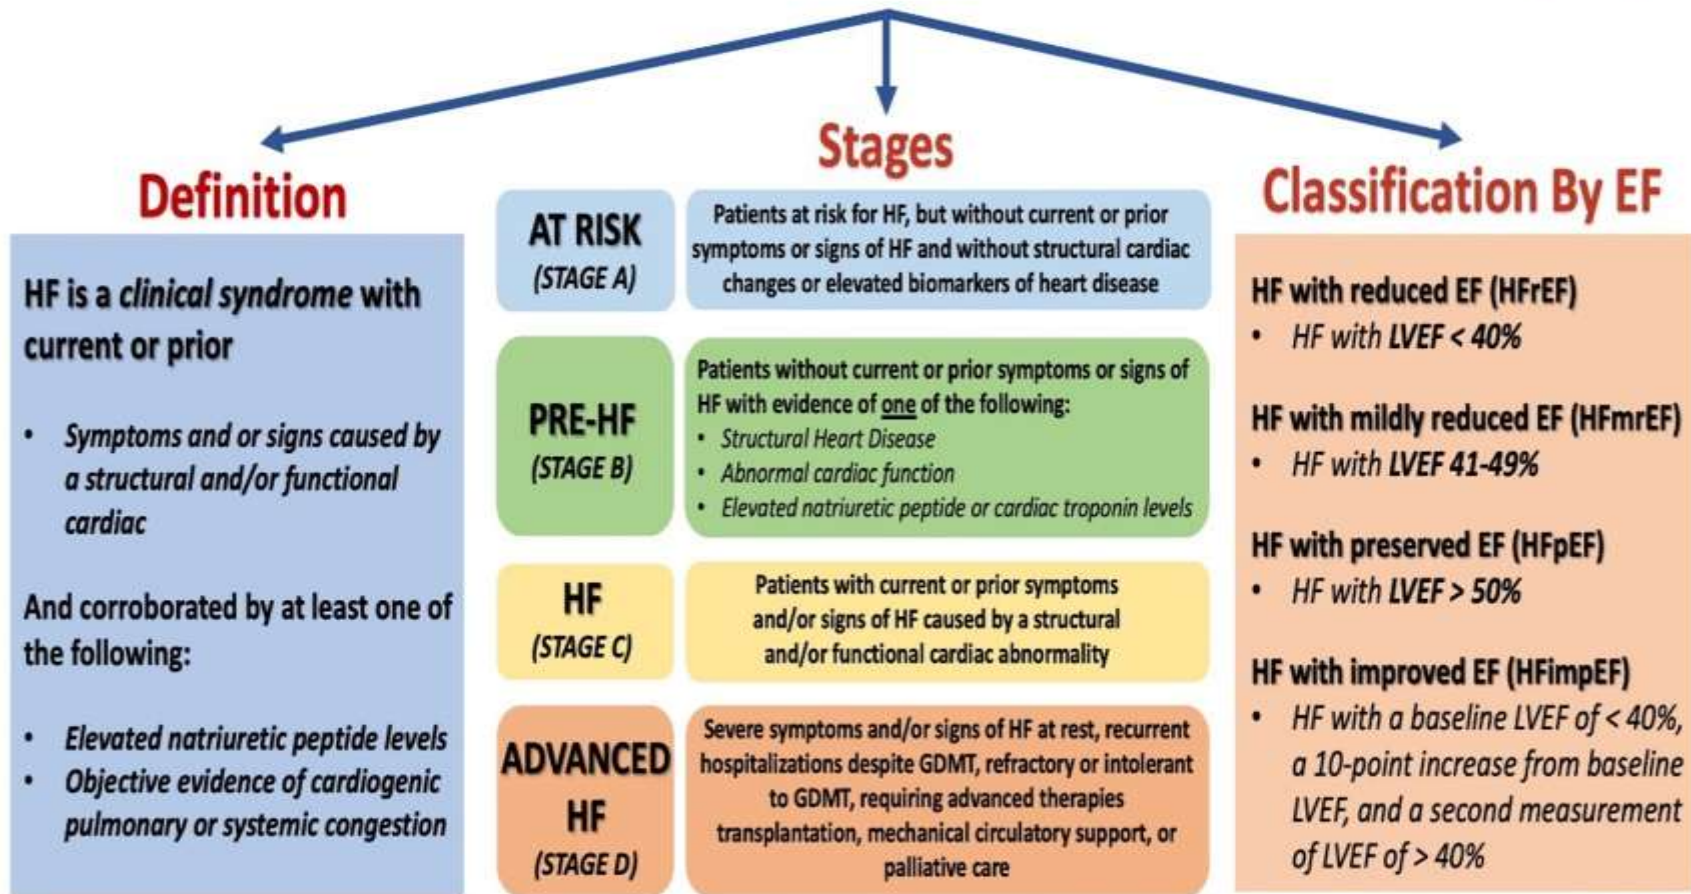 Definition
HF is a clinical syndrome with
current or prior
• Symptoms and or signs caused by
a structural and/or functional
cardiac
And corroborated by at least one of
the following:
• Elevated natriuretic peptide levels
• Objective evidence of cardiogenic
pulmonary or systemic congestion
Stages
AT RISK
(STAGE A)
Patients at risk for HF, but without current or prior
symptoms or signs of HF and without structural cardiac
changes or elevated biomarkers of heart disease
PRE-HF
(STAGE B)
Patients without current or prior symptoms or signs of
HF with evidence of one of the following:
• Structural Heart Disease
• Abnormal cardiac function
• Elevated natriuretic peptide or cardiac troponin levels
HF
(STAGE C)
Patients with current or prior symptoms
and/or signs of HF caused by a structural
and/or functional cardiac abnormality
ADVANCED
HF
(STAGE D)
Severe symptoms and/or signs of HF at rest, recurrent
hospitalizations despite GDMT, refractory or intolerant
to GDMT, requiring advanced therapies
transplantation, mechanical circulatory support, or
palliative care
Classification By EF
HF with reduced EF (HFrEF)
• HF with LVEF < 40%
HF with mildly reduced EF (HFmrEF)
• HF with LVEF 41-49%
HF with preserved EF (HFpEF)
• HF with LVEF > 50%
HF with improved EF (HFimpEF)
• HF with a baseline LVEF of < 40%,
a 10-point increase from baseline
LVEF, and a second measurement
of LVEF of > 40%